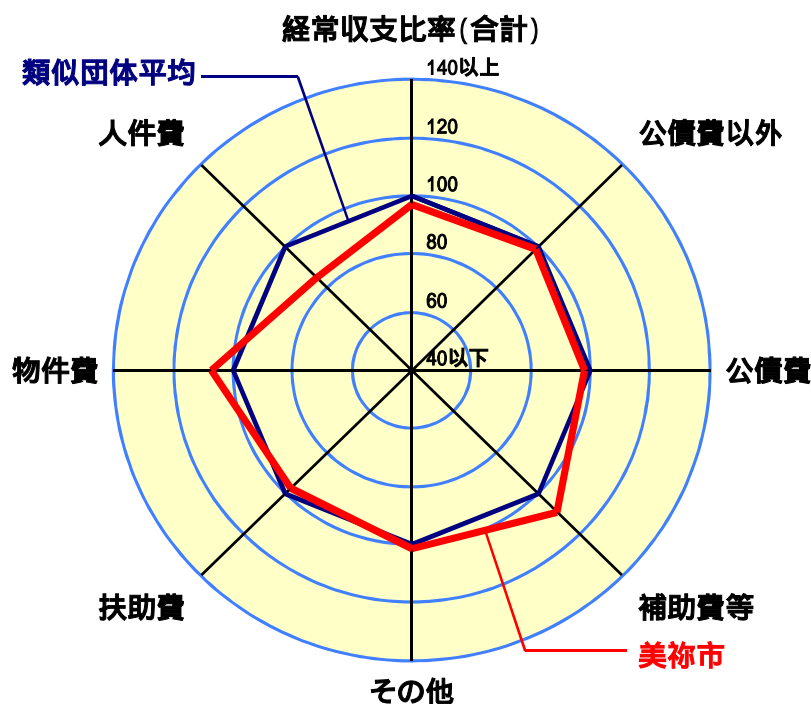 経常収支比率(合計)
類似団体平均
140以上
人件費
120
公債費以外
100
80
60
40以下
物件費
公債費
扶助費
補助費等
美祢市
その他